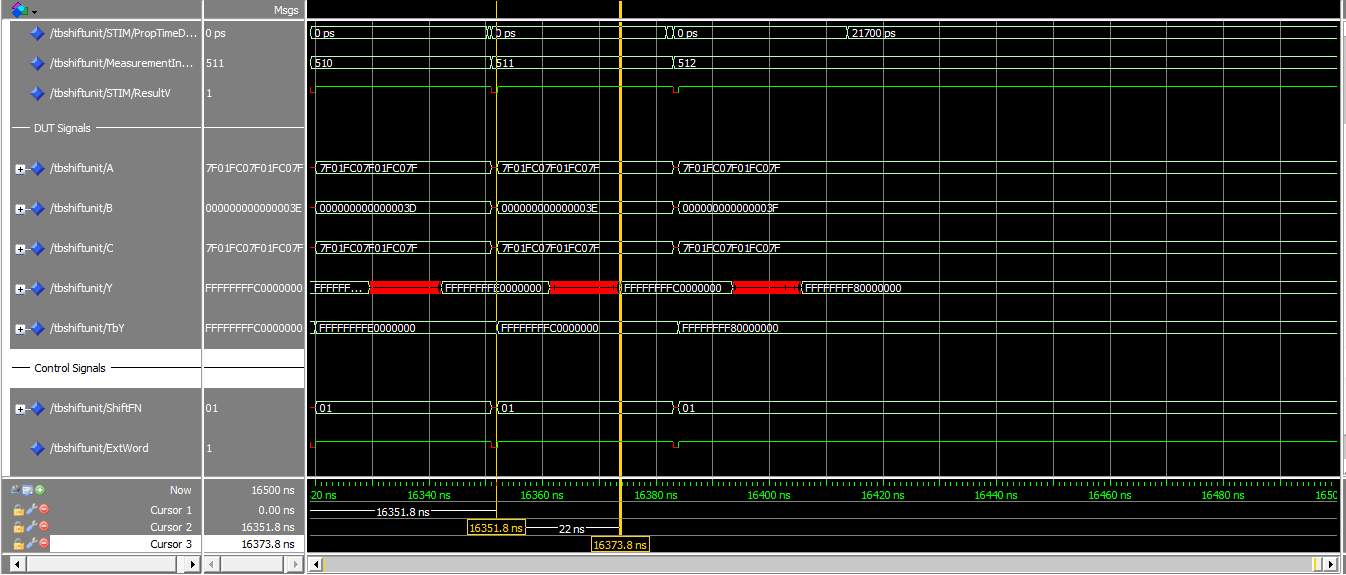 Msgs
/tbshiftunit/STIM/PropTimeD... 0 ps 0 ps 0 ps 0 ps 21700 ps
/tbshiftunit/MeasurementIn... 511 510 511 512
/tbshiftunit/STIM/ResultV 1
DUT Signals
/tbshiftunit/A 7F01FC07F01FC07F 7F01FC07F01FC07F 7F01FC07F01FC07F 7F01FC07F01FC07F
/tbshiftunit/B 000000000000003E 000000000000003D 000000000000003E 000000000000003F
/tbshiftunit/C 7F01FC07F01FC07F 7F01FC07F01FC07F 7F01FC07F01FC07F 7F01FC07F01FC07F
/tbshiftunit/Y FFFFFFFFC0000000 FFFFFF... FFFFFFFFE0000000 FFFFFFFFC0000000 FFFFFFFF80000000
/tbshiftunit/TbY FFFFFFFFC0000000 FFFFFFFFE0000000 FFFFFFFFC0000000 FFFFFFFF80000000
Control Signals
/tbshiftunit/ShiftFN 01 01 01 01
/tbshiftunit/ExtWord 1
Now 16500 ns 20 ns 16340 ns 16360 ns 16380 ns 16400 ns 16420 ns 16440 ns 16460 ns 16480 ns 1650
Cursor 1 0.00 ns 16351.8 ns
Cursor 2 16351.8 ns 16351.8 ns 22 ns
Cursor 3 16373.8 ns 16373.8 ns